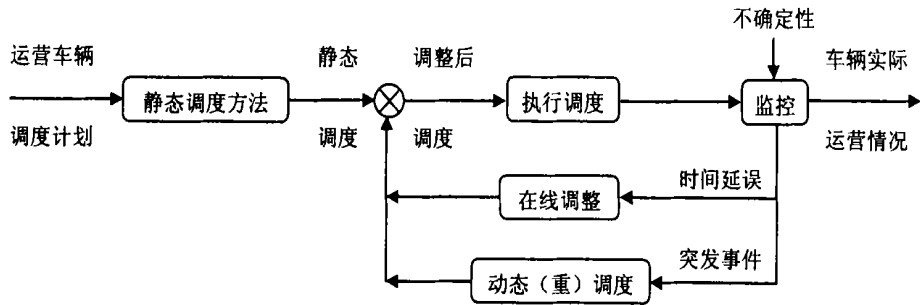 不确定性
运营车辆
静态
调整后
车辆实际
静态调度方法
执行调度
监控
调度计划
调度
调度
运营情况
时间延误
在线调整
突发事件
动态（重）调度